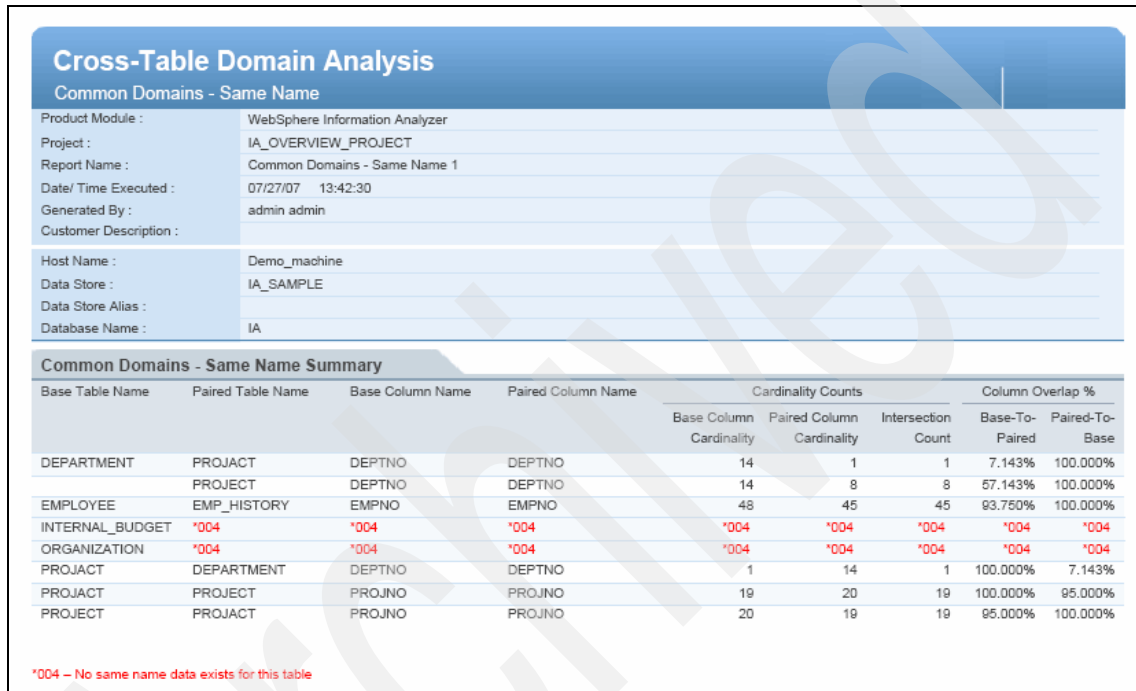 Cross-Table Domain Analysis
Common Domains - Same Name
Product Module : WebSphere Information Analyzer
Project : IA_OVERVIEW_PROJECT
Report Name : Common Domains - Same Name 1
Date/ Time Executed : 07/27/07 13:42:30
Generated By : admin admin
Customer Description :
Host Name : Demo_machine
Data Store : IA_SAMPLE
Data Store Alias :
Database Name : IA
Common Domains - Same Name Summary
Base Table Name Paired Table Name Base Column Name Paired Column Name Cardinality Counts Column Overlap %
Base Column Paired Column Intersection Base-To- Paired-To-
Cardinality Cardinality Count Paired Base
DEPARTMENT PROJACT DEPTNO DEPTNO 14 1 1 7.143% 100.000%
PROJECT DEPTNO DEPTNO 14 8 8 57.143% 100.000%
EMPLOYEE EMP_HISTORY EMPNO EMPNO 48 45 45 93.750% 100.000%
INTERNAL_BUDGET *004 *004 *004 *004 *004 *004 *004 *004
ORGANIZATION *004 *004 *004 *004 *004 *004 *004 *004
PROJACT DEPARTMENT DEPTNO DEPTNO 1 14 1 100.000% 7.143%
PROJACT PROJECT PROJNO PROJNO 19 20 19 100.000% 95.000%
PROJECT PROJACT PROJNO PROJNO 20 19 19 95.000% 100.000%
*004 – No same name data exists for this table